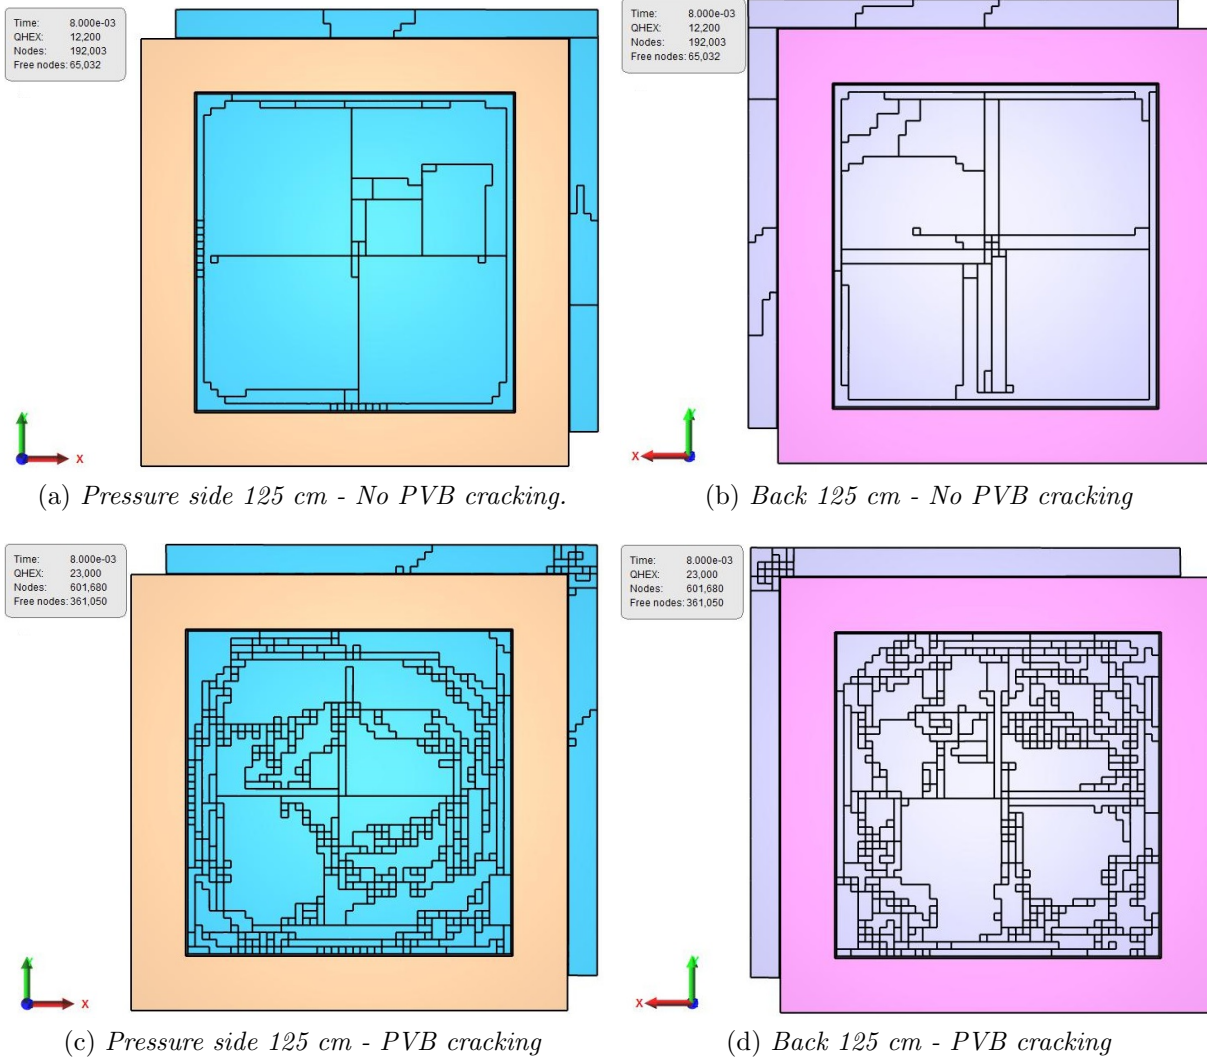 Time: 8.000e-03
QHEX: 12,200
Nodes: 192,003
Free nodes: 65,032
Time: 8.000e-03
QHEX: 12,200
Nodes: 192,003
Free nodes: 65,032
Y
X
Y
X
(a) Pressure side 125 cm - No PVB cracking.
(b) Back 125 cm - No PVB cracking
Time: 8.000e-03
QHEX: 23,000
Nodes: 601,680
Free nodes: 361,050
Time: 8.000e-03
QHEX: 23,000
Nodes: 601,680
Free nodes: 361,050
Y
X
Y
X
(c) Pressure side 125 cm - PVB cracking
(d) Back 125 cm - PVB cracking